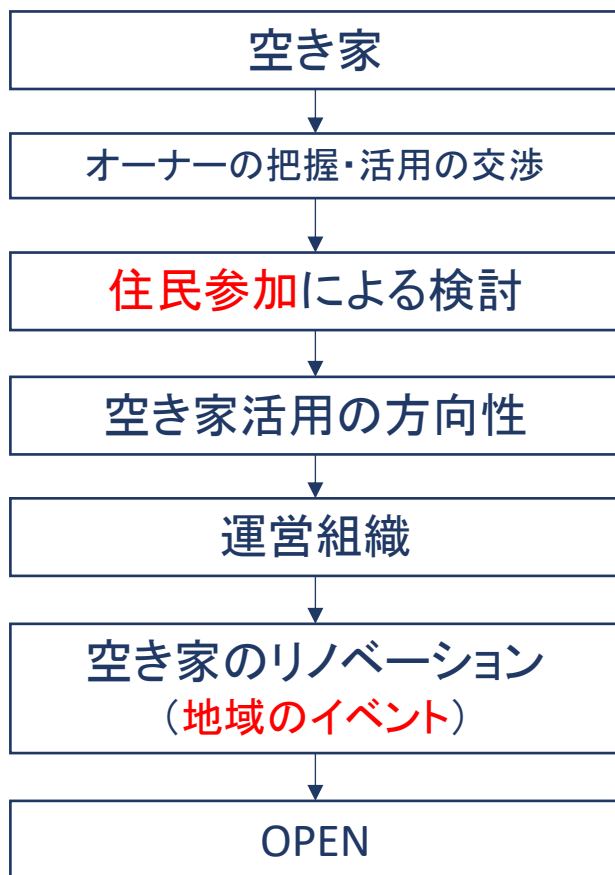 空き家
オーナーの把握・活用の交渉
住民参加による検討
空き家活用の方向性
運営組織
空き家のリノベーション
（地域のイベント）
OPEN